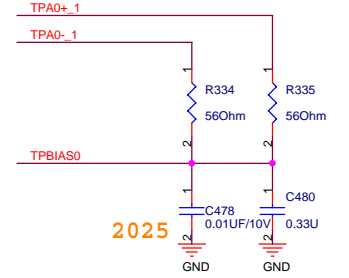 TPA0+_1
TPA0-_1
1
1
R334
R335
56Ohm
56Ohm
2
2
TPBIAS0
1
1
C478
C480
0.01UF/10V
0.33U
2025
2
2
GND
GND